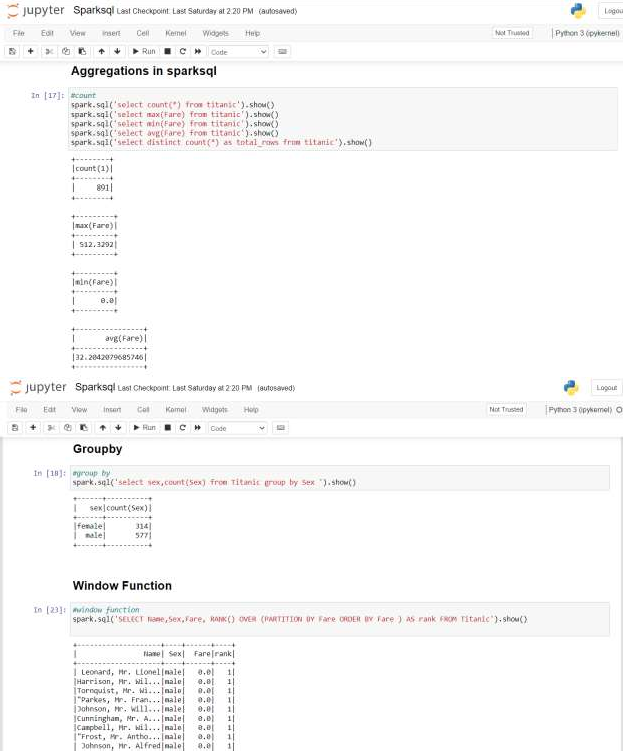 jupyter Sparksql Last Checkpoint: Last Saturday at 2:20 PM (autosaved) Logou
File Edit View Insert Cell Kernel Widgets Help Not Trusted | Python 3 (ipykernel)
Run Code
Aggregations in sparksql
In [17]: #count
spark.sql('select count(*) from titanic').show()
spark.sql('select max(Fare) from titanic').show()
spark.sql('select min(Fare) from titanic').show()
spark.sql('select avg(Fare) from titanic').show()
spark.sql('select distinct count(*) as total_rows from titanic').show()
+--------+
|count(1)|
+--------+
|     891|
+--------+
+---------+
|max(Fare)|
+---------+
| 512.3292|
+---------+
+---------+
|min(Fare)|
+---------+
|      0.0|
+---------+
+----------------+
|       avg(Fare)|
+----------------+
|32.2042079685746|
+----------------+
jupyter Sparksql Last Checkpoint: Last Saturday at 2:20 PM (autosaved) Logout
File Edit View Insert Cell Kernel Widgets Help Not Trusted | Python 3 (ipykernel)
Run Code
Groupby
In [18]: #group by
spark.sql('select sex,count(Sex) from Titanic group by Sex ').show()
+------+----------+
|   sex|count(Sex)|
+------+----------+
|female|       314|
|  male|       577|
+------+----------+
Window Function
In [23]: #window function
spark.sql('SELECT Name,Sex,Fare, RANK() OVER (PARTITION BY Fare ORDER BY Fare ) AS rank FROM Titanic').show()
+--------------------+----+------+----+
|                Name| Sex|  Fare|rank|
+--------------------+----+------+----+
| Leonard, Mr. Lionel|male|   0.0|   1|
|Harrison, Mr. Wil...|male|   0.0|   1|
|Tornquist, Mr. Wi...|male|   0.0|   1|
|"Parkes, Mr. Fran...|male|   0.0|   1|
|Johnson, Mr. Will...|male|   0.0|   1|
|Cunningham, Mr. A...|male|   0.0|   1|
|Campbell, Mr. Wil...|male|   0.0|   1|
|"Frost, Mr. Antho...|male|   0.0|   1|
| Johnson, Mr. Alfred|male|   0.0|   1|